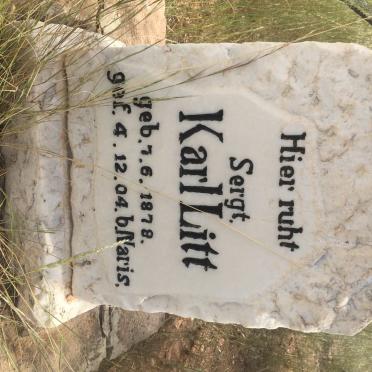 Hier ruht
Sergt.
Karl Litt
geb. 7. 6. 1878.
gef. 4. 12. 04. b/Naris.